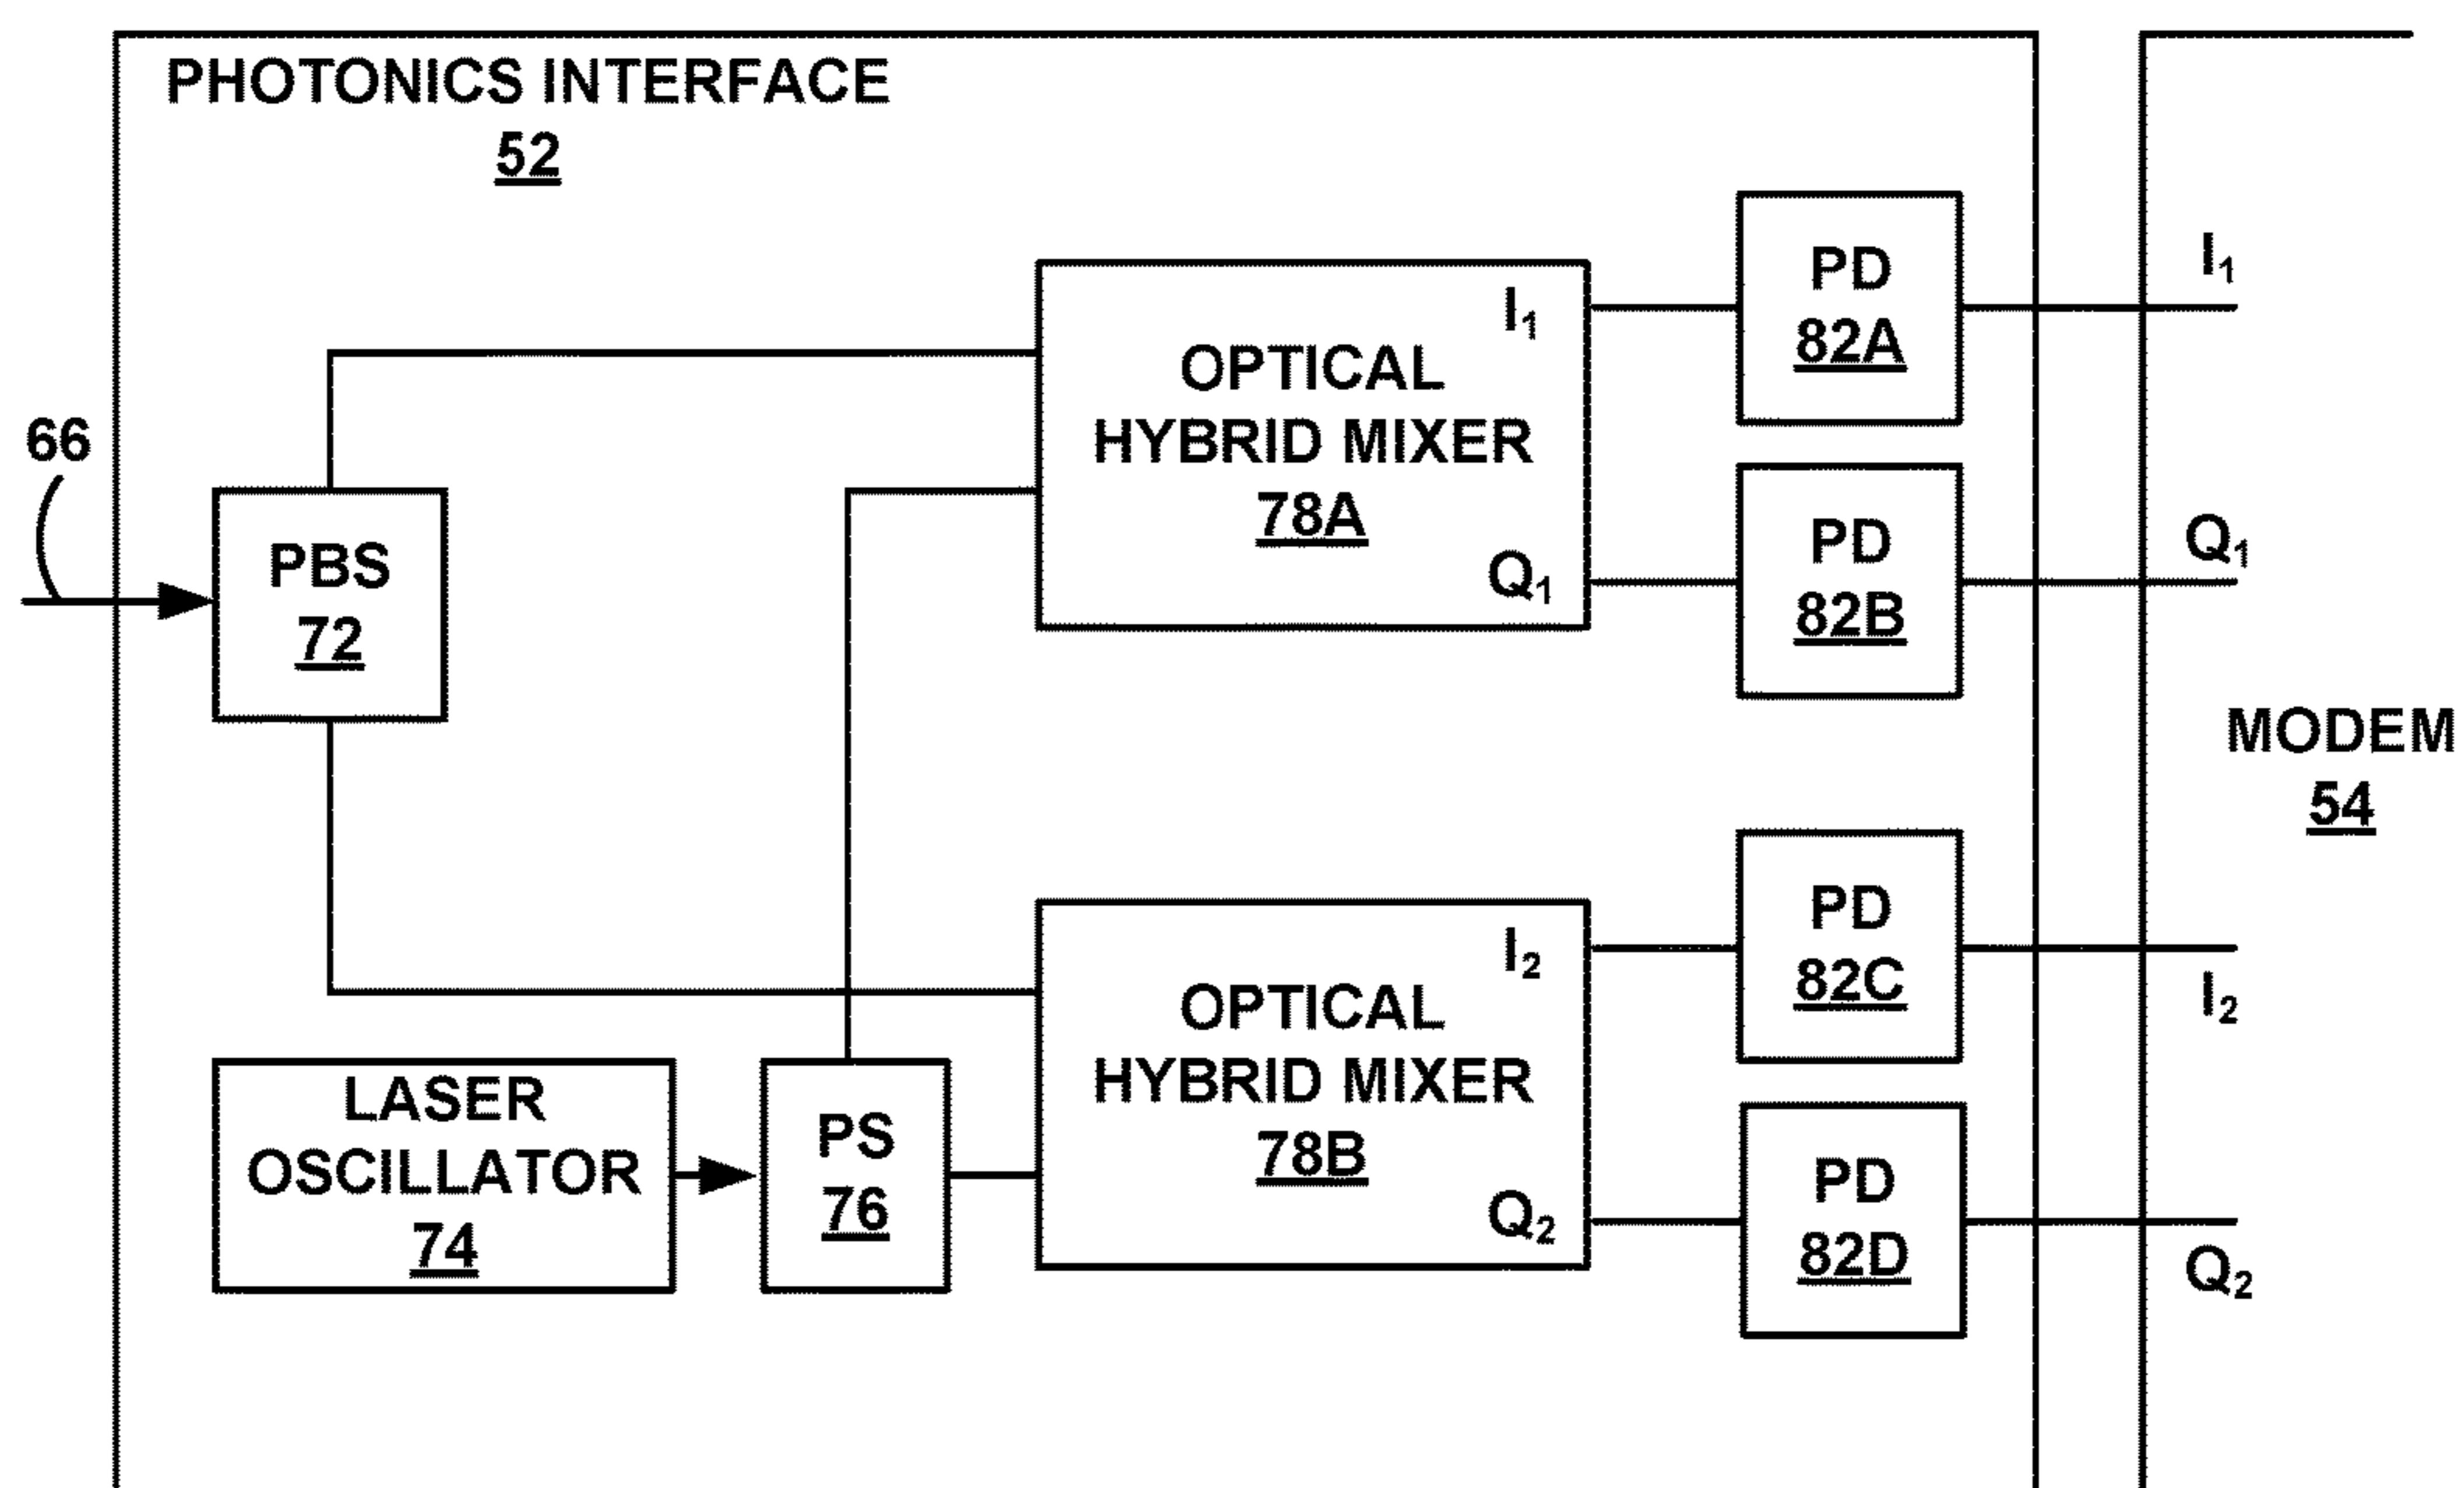 PHOTONICS INTERFACE
52
66
PBS
72
LASER
OSCILLATOR
74
PS
76
I₁
OPTICAL
HYBRID MIXER
78A
Q₁
I₂
OPTICAL
HYBRID MIXER
78B
Q₂
PD
82A
PD
82B
PD
82C
PD
82D
I₁
Q₁
MODEM
54
I₂
Q₂